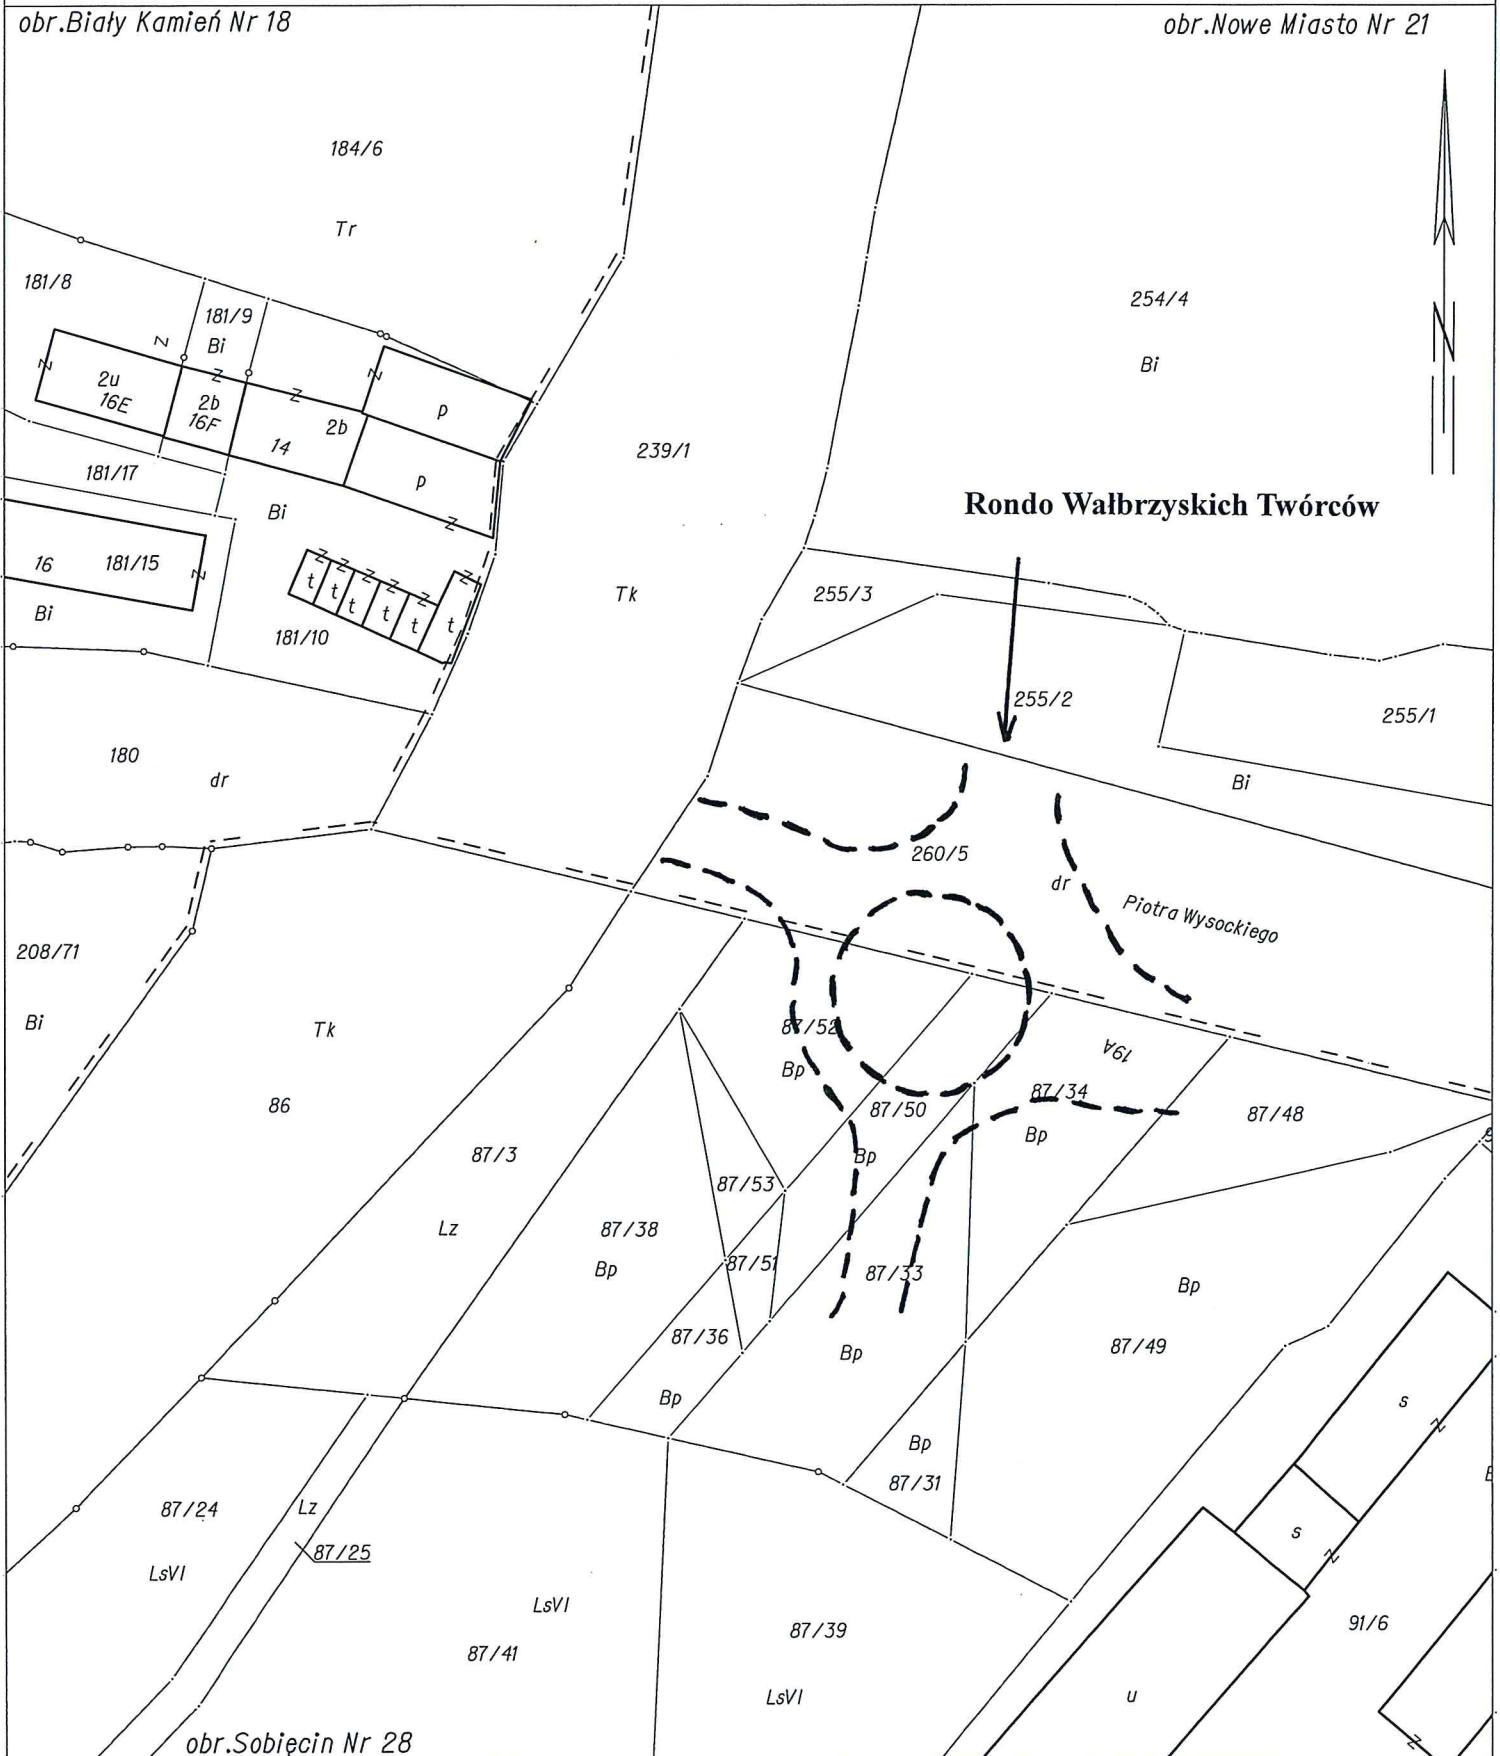 obr.Biały Kamień Nr 18
obr.Nowe Miasto Nr 21
184/6
Tr
181/8
181/9
Bi
254/4
Bi
N
2u
16E
2b
16F
14
2b
p
p
239/1
181/17
Bi
Rondo Wałbrzyskich Twórców
16
181/15
Bi
t
t
t
t
t
t
181/10
Tk
255/3
255/2
255/1
180
dr
Bi
260/5
dr
Piotra Wysockiego
208/71
Bi
Tk
86
87/52
Bp
19A
87/34
Bp
87/50
Bp
87/48
87/3
Lz
87/53
87/38
Bp
87/51
87/33
Bp
87/36
Bp
Bp
87/49
Bp
87/31
s
s
87/24
LsVI
Lz
87/25
LsVI
87/41
87/39
LsVI
91/6
u
obr.Sobięcin Nr 28